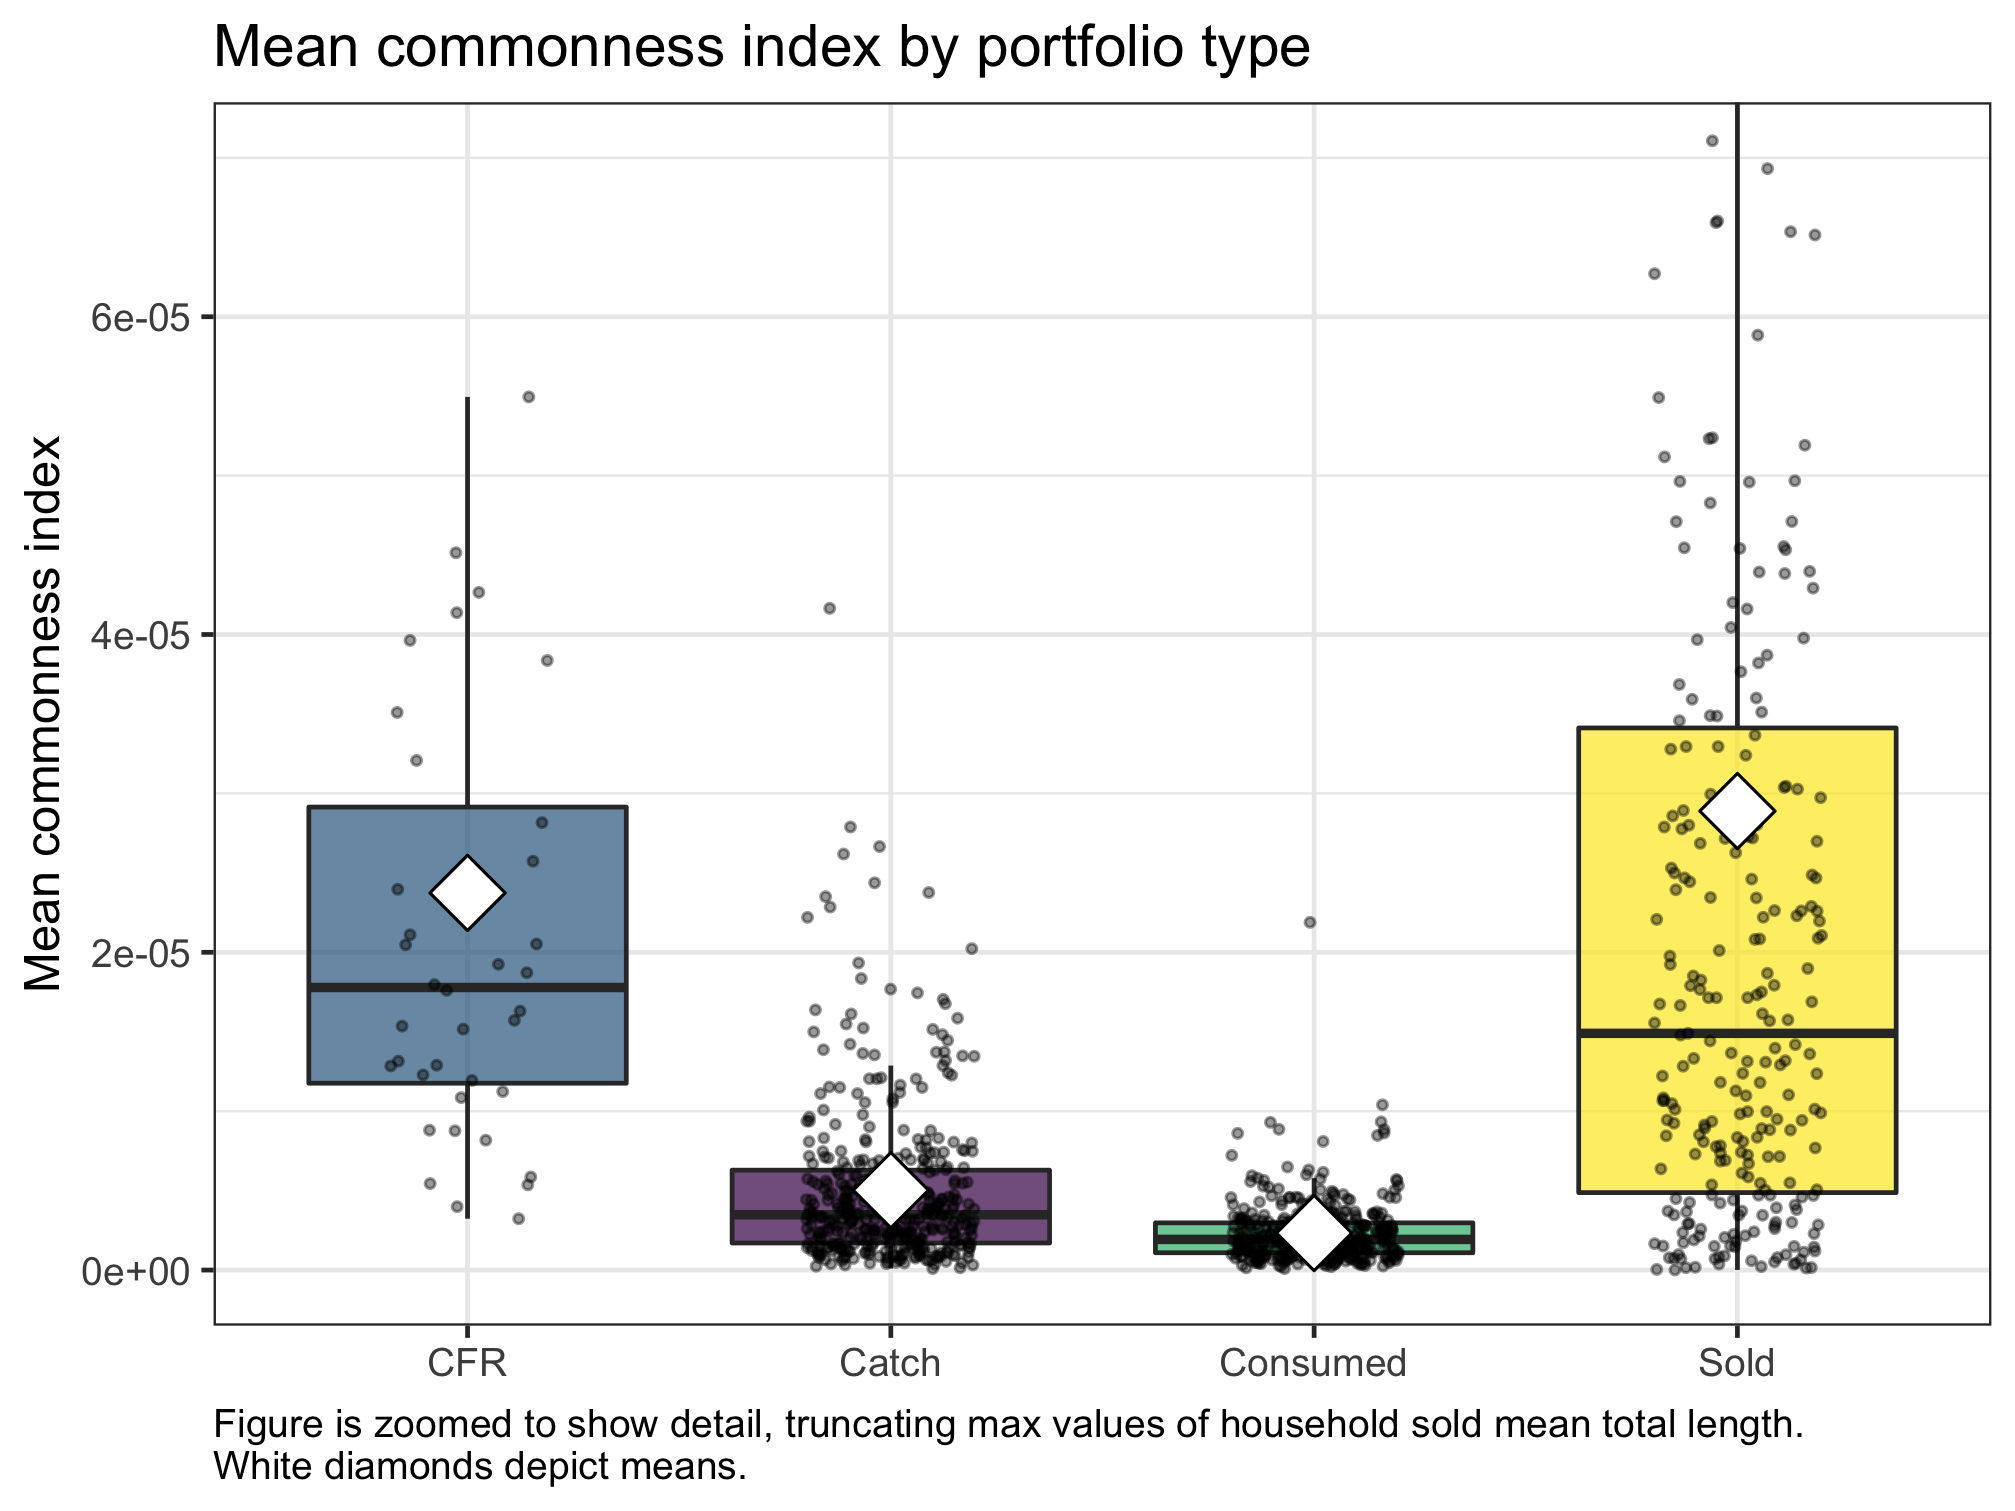 Mean commonness index by portfolio type
Mean commonness index
6e-05
4e-05
2e-05
0e+00
CFR
Catch
Consumed
Sold
Figure is zoomed to show detail, truncating max values of household sold mean total length.
White diamonds depict means.